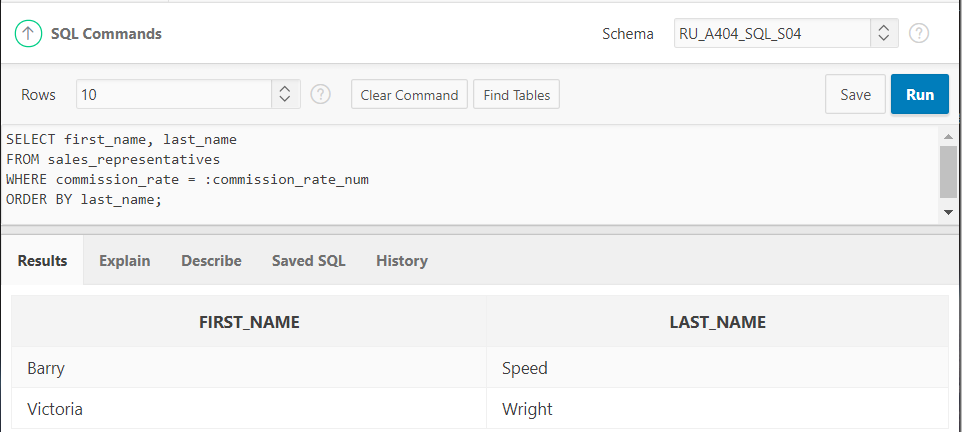 SQL Commands Schema RU_A404_SQL_S04 ?
Rows 10 ? Clear Command Find Tables Save Run
SELECT first_name, last_name
FROM sales_representatives
WHERE commission_rate = :commission_rate_num
ORDER BY last_name;
Results Explain Describe Saved SQL History
FIRST_NAME LAST_NAME
Barry Speed
Victoria Wright